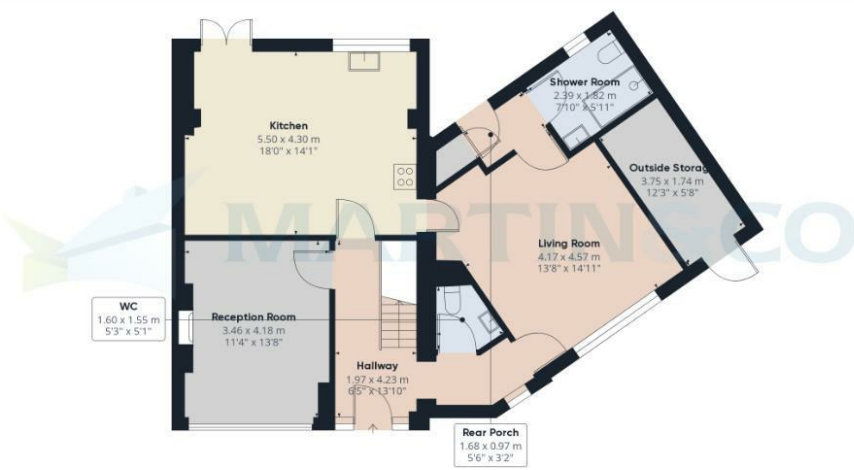 Shower Room
2.39 x 1.82 m
7'10" x 5'11"
Kitchen
5.50 x 4.30 m
18'0" x 14'1"
Outside Storag
3.75 x 1.74 m
12'3" x 5'8"
MARTIN&CO
Living Room
4.17 x 4.57 m
13'8" x 14'11"
WC
1.60 x 1.55 m
5'3" x 5'1"
Reception Room
3.46 x 4.18 m
11'4" x 13'8"
Hallway
1.97 x 4.23 m
6'5" x 13'10"
Rear Porch
1.68 x 0.97 m
5'6" x 3'2"